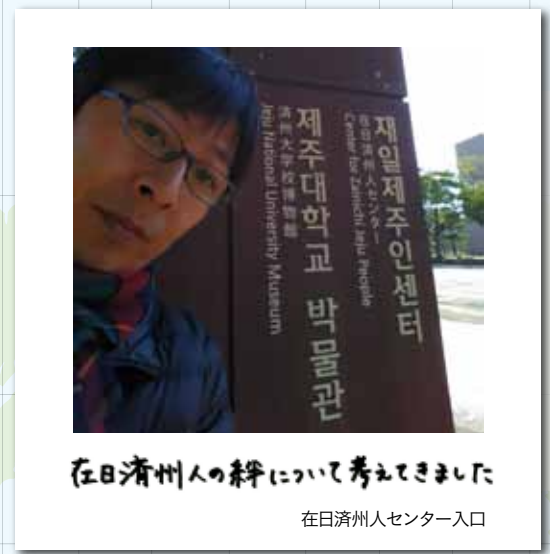 재일제주인센터
在日済州人センター
Center for Zainichi Jeju People
제주대학교 박물관
済州大学校博物館
Jeju National University Museum
在日済州人の絆について考えてきました
在日済州人センター入口